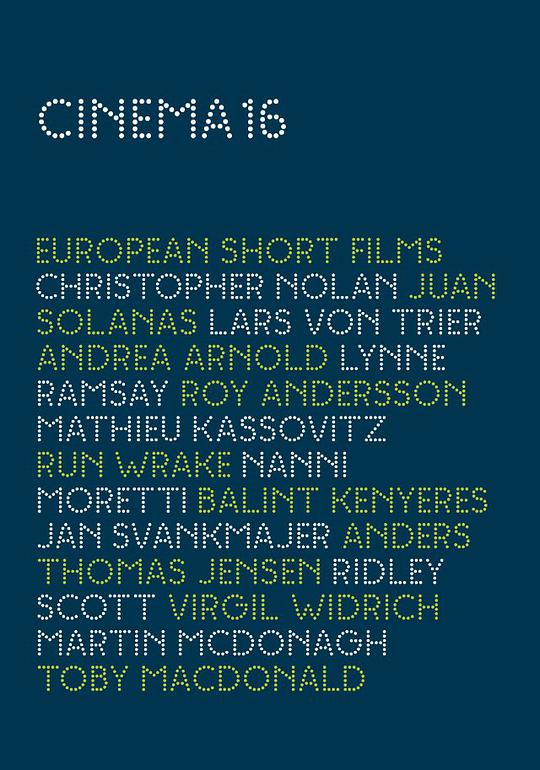 CINEMA16
EUROPEAN SHORT FILMS
CHRISTOPHER NOLAN JUAN
SOLANAS LARS VON TRIER
ANDREA ARNOLD LYNNE
RAMSAY ROY ANDERSSON
MATHIEU KASSOVITZ
RUN WRAKE NANNI
MORETTI BALINT KENYERES
JAN SVANKMAJER ANDERS
THOMAS JENSEN RIDLEY
SCOTT VIRGIL WIDRICH
MARTIN MCDONAGH
TOBY MACDONALD